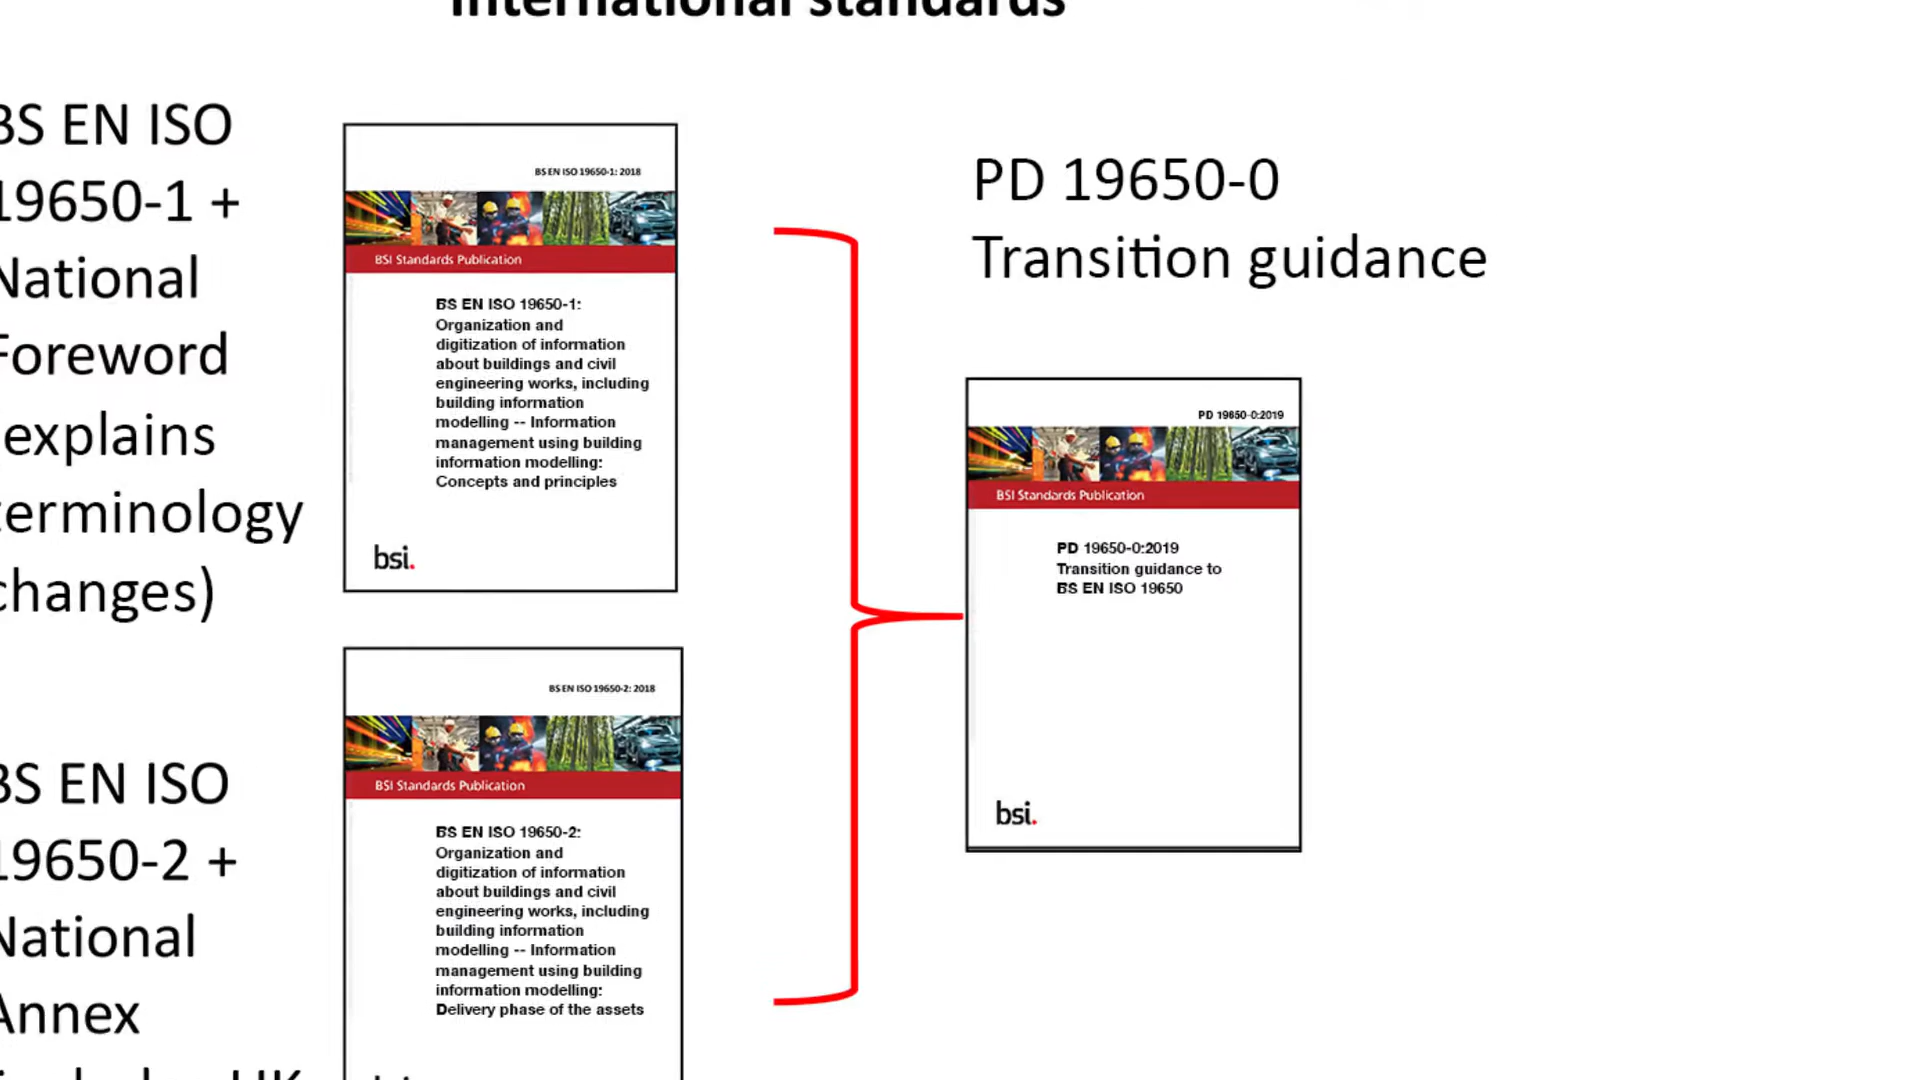 International standards
BS EN ISO
19650-1 +
National
Foreword
explains
terminology
changes)
BS EN ISO 19650-1: 2018
BSI Standards Publication
BS EN ISO 19650-1:
Organization and
digitization of information
about buildings and civil
engineering works, including
building information
modelling -- Information
management using building
information modelling:
Concepts and principles
bsi.
PD 19650-0
Transition guidance
PD 19650-0:2019
BSI Standards Publication
PD 19650-0:2019
Transition guidance to
BS EN ISO 19650
bsi.
BS EN ISO
19650-2 +
National
Annex
BS EN ISO 19650-2: 2018
BSI Standards Publication
BS EN ISO 19650-2:
Organization and
digitization of information
about buildings and civil
engineering works, including
building information
modelling -- Information
management using building
information modelling:
Delivery phase of the assets